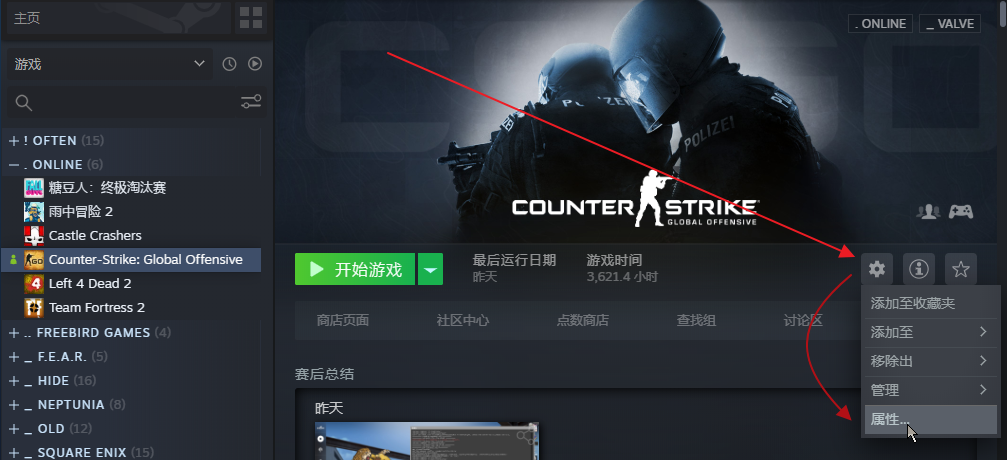 主页
游戏
! OFTEN (15)
. ONLINE (6)
糖豆人：终极淘汰赛
雨中冒险 2
Castle Crashers
Counter-Strike: Global Offensive
Left 4 Dead 2
Team Fortress 2
.. FREEBIRD GAMES (4)
_ F.E.A.R. (5)
_ HIDE (16)
_ NEPTUNIA (8)
_ OLD (12)
_ SQUARE ENIX (15)
. ONLINE
_ VALVE
CS:GO
POLIZEI
POLIZEI
COUNTER STRIKE
GLOBAL OFFENSIVE
开始游戏
最后运行日期
昨天
游戏时间
3,621.4 小时
商店页面
社区中心
点数商店
查找组
讨论区
添加至收藏夹
添加至
移除出
管理
属性...
赛后总结
昨天